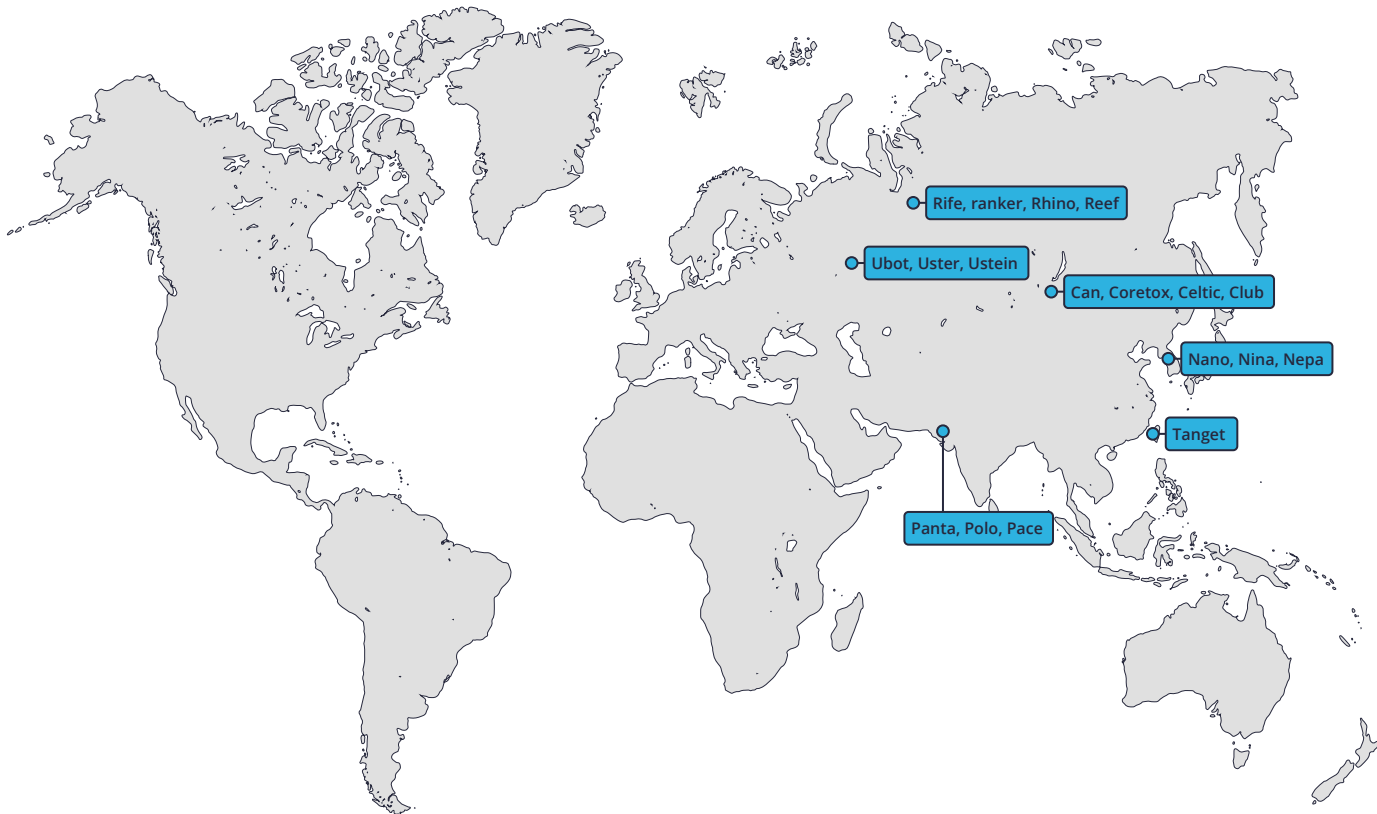 Rife, ranker, Rhino, Reef
Ubot, Uster, Ustein
Can, Coretox, Celtic, Club
Nano, Nina, Nepa
Tanget
Panta, Polo, Pace